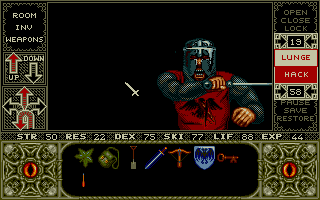 ROOM
INV
WEAPONS
UP
DOWN
OPEN
CLOSE
LOCK
19
LUNGE
HACK
58
PAUSE
SAVE
RESTORE
STR 50 RES 22 DEX 75 SKI 77 LIF 88 EXP 44